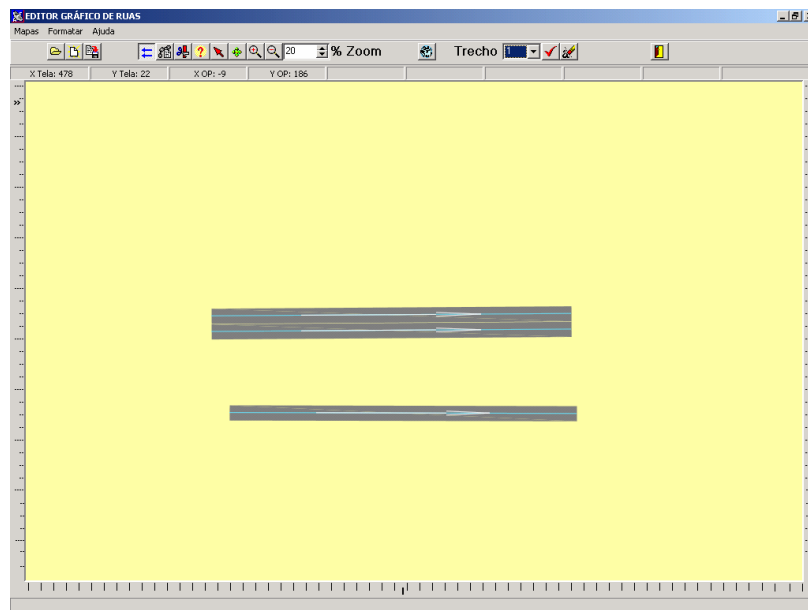 EDITOR GRÁFICO DE RUAS
Mapas Formatar Ajuda
20 % Zoom Trecho 1
X Tela: 478 Y Tela: 22 X OP: -9 Y OP: 186